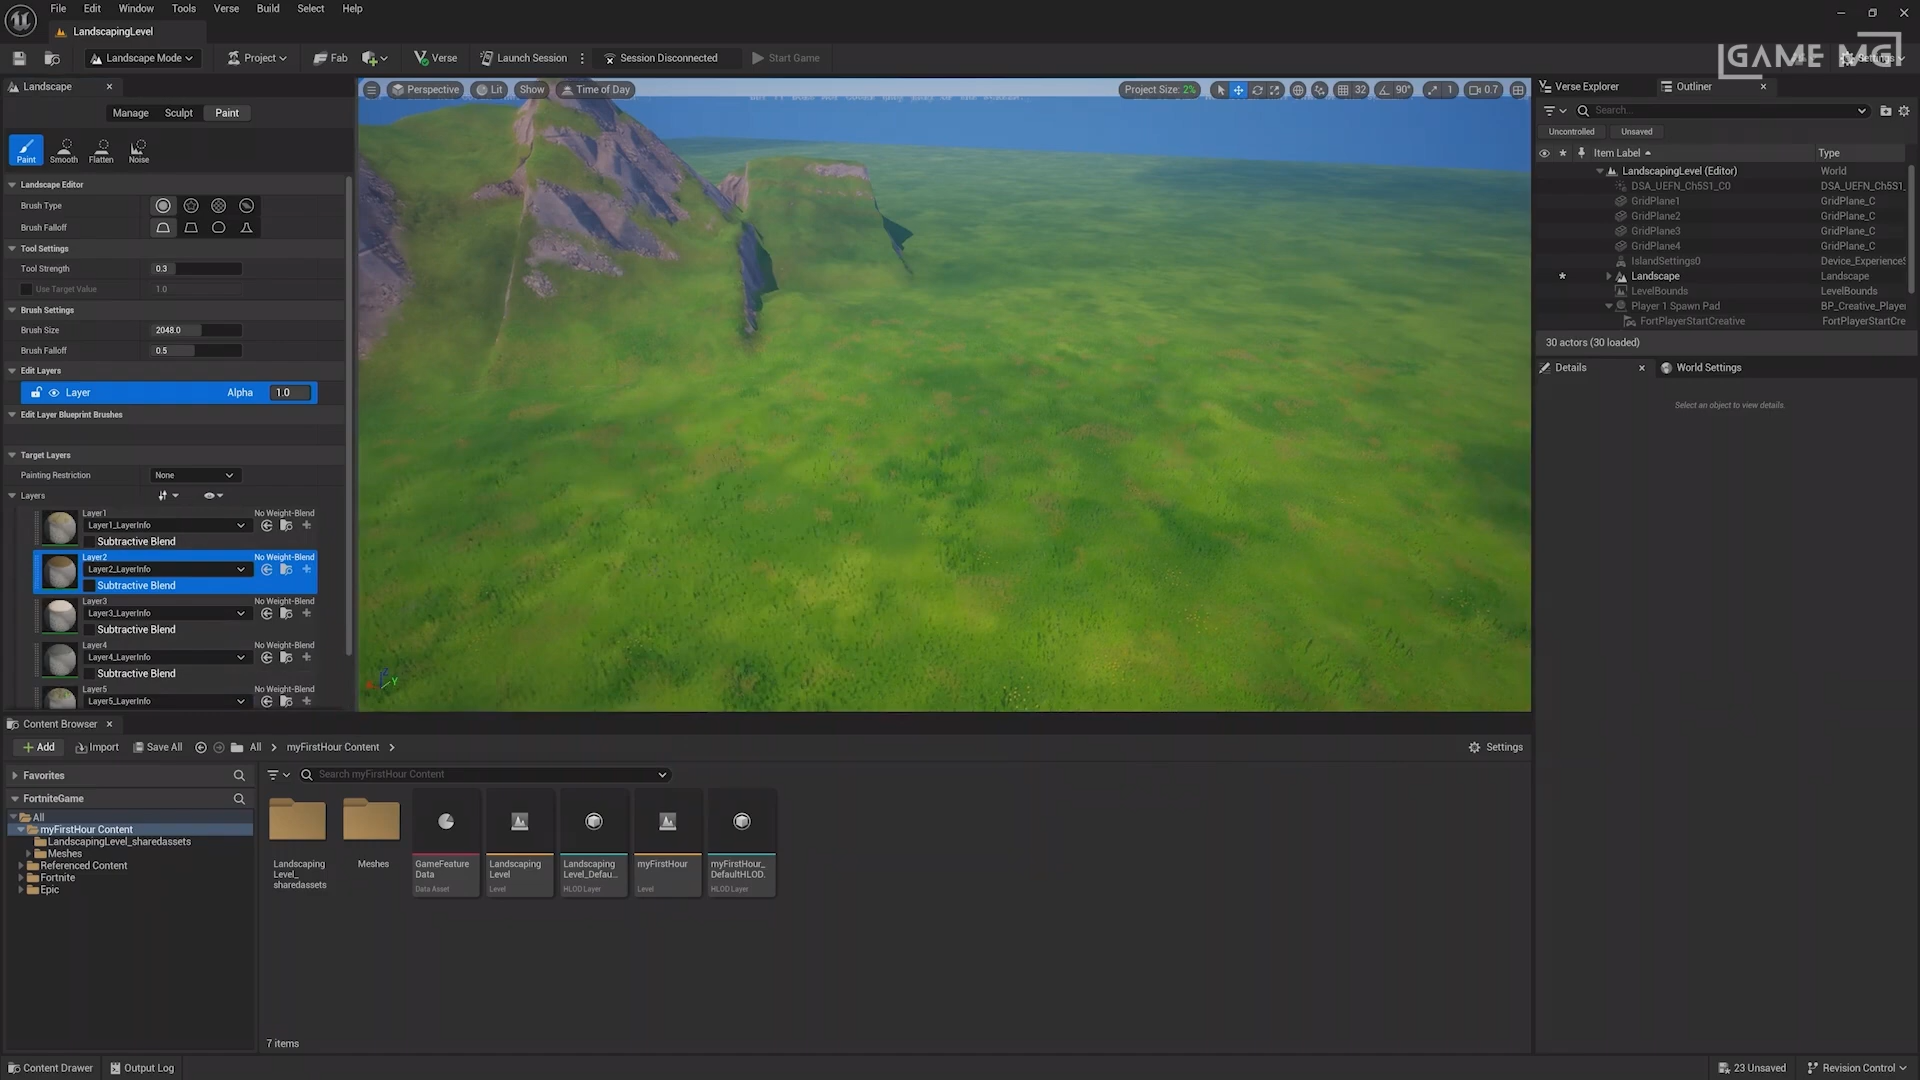 File Edit Window Tools Verse Build Select Help
LandscapingLevel
Landscape Mode Project Fab Verse Launch Session Session Disconnected Start Game Settings
GAME MG
Landscape
Manage Sculpt Paint
Paint Smooth Flatten Noise
Landscape Editor
Brush Type
Brush Falloff
Tool Settings
Tool Strength 0.3
Use Target Value 1.0
Brush Settings
Brush Size 2048.0
Brush Falloff 0.5
Edit Layers
Layer Alpha 1.0
Edit Layer Blueprint Brushes
Target Layers
Painting Restriction None
Layers
Layer1 No Weight-Blend
Layer1_LayerInfo
Subtractive Blend
Layer2 No Weight-Blend
Layer2_LayerInfo
Subtractive Blend
Layer3 No Weight-Blend
Layer3_LayerInfo
Subtractive Blend
Layer4 No Weight-Blend
Layer4_LayerInfo
Subtractive Blend
Layer5 No Weight-Blend
Layer5_LayerInfo
Perspective Lit Show Time of Day Project Size: 2% 32 90° 1 0.7
Y
Verse Explorer Outliner
Search...
Uncontrolled Unsaved
Item Label Type
LandscapingLevel (Editor) World
DSA_UEFN_Ch5S1_C0 DSA_UEFN_Ch5S1_
GridPlane1 GridPlane_C
GridPlane2 GridPlane_C
GridPlane3 GridPlane_C
GridPlane4 GridPlane_C
IslandSettings0 Device_ExperienceS
Landscape Landscape
LevelBounds LevelBounds
Player 1 Spawn Pad BP_Creative_Player
FortPlayerStartCreative FortPlayerStartCre
30 actors (30 loaded)
Details World Settings
Select an object to view details.
Content Browser
Add Import Save All All myFirstHour Content Settings
Favorites
FortniteGame
All
myFirstHour Content
LandscapingLevel_sharedassets
Meshes
Referenced Content
Fortnite
Epic
Search myFirstHour Content
Landscaping
Level_
sharedassets
Meshes
GameFeature
Data
Data Asset
Landscaping
Level
Level
Landscaping
Level_Defau...
HLOD Layer
myFirstHour
Level
myFirstHour_
DefaultHLOD.
HLOD Layer
7 items
Content Drawer Output Log 23 Unsaved Revision Control